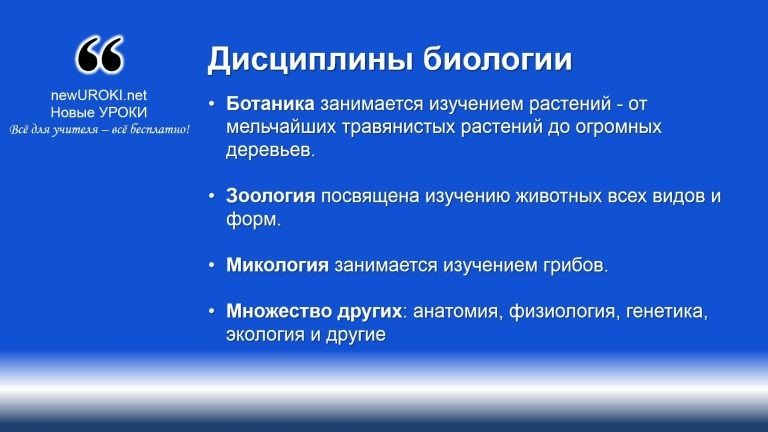 “
newUROKI.net
Новые УРОКИ
Всё для учителя – всё бесплатно!
Дисциплины биологии
• Ботаника занимается изучением растений - от
мельчайших травянистых растений до огромных
деревьев.
• Зоология посвящена изучению животных всех видов и
форм.
• Микология занимается изучением грибов.
• Множество других: анатомия, физиология, генетика,
экология и другие